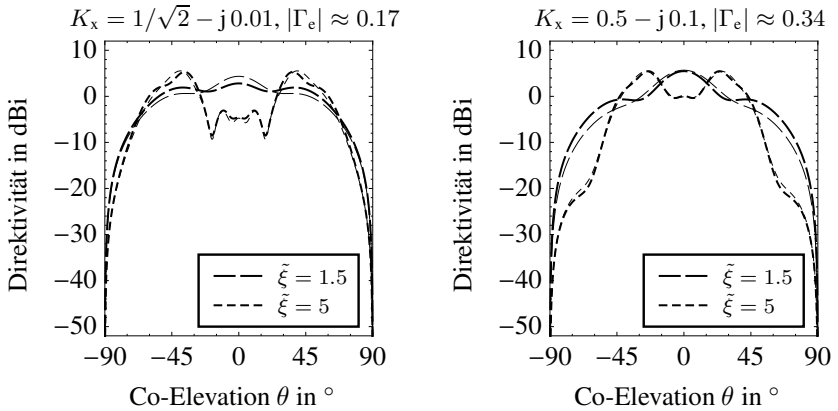 K_x = 1/√2 − j 0.01, |Γ_e| ≈ 0.17
Direktivität in dBi
10
0
−10
−20
−30
−40
−50
ξ̃ = 1.5
ξ̃ = 5
−90 −45 0 45 90
Co-Elevation θ in °
K_x = 0.5 − j 0.1, |Γ_e| ≈ 0.34
Direktivität in dBi
10
0
−10
−20
−30
−40
−50
ξ̃ = 1.5
ξ̃ = 5
−90 −45 0 45 90
Co-Elevation θ in °